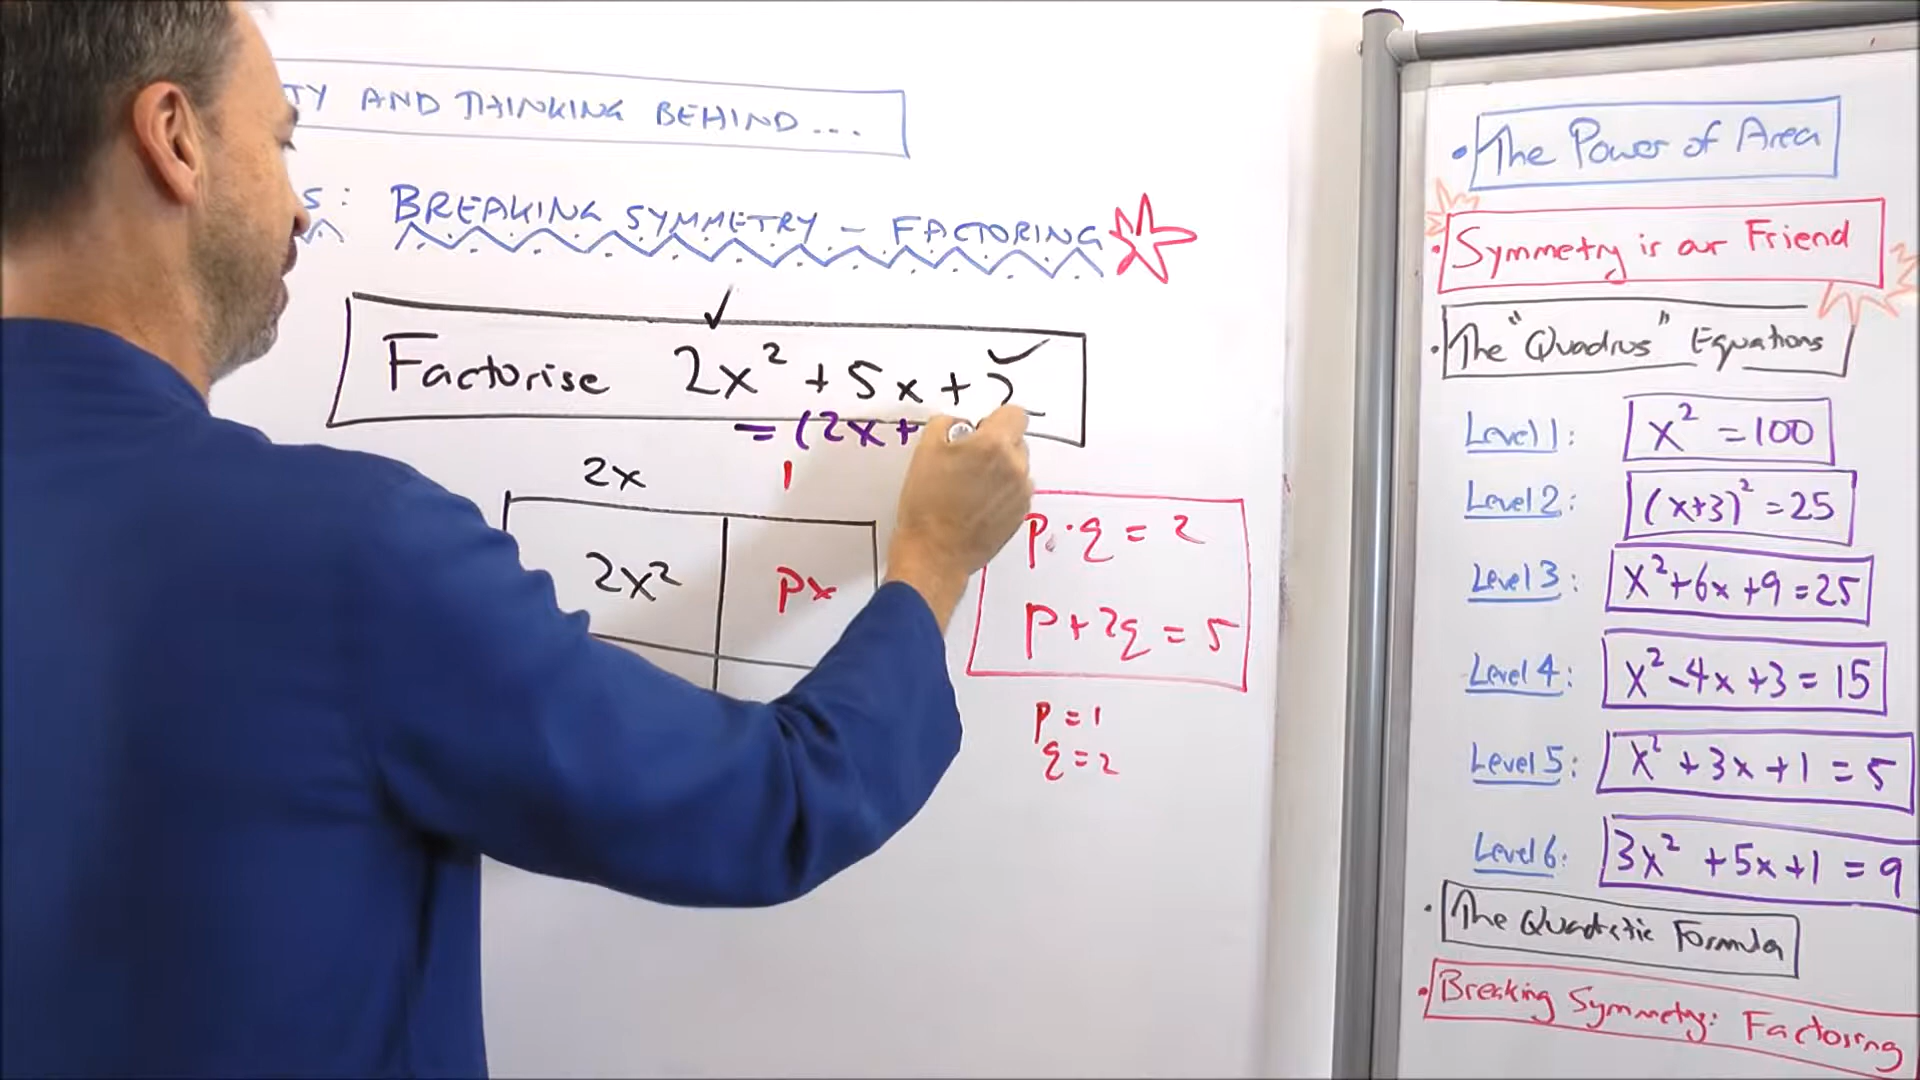 AND THINKING BEHIND...
S: BREAKING SYMMETRY - FACTORING
Factorise 2x² + 5x + 2
= (2x+
2x 1
2x² px
p·q = 2
p+2q = 5
p = 1
q = 2
• The Power of Area
• Symmetry is our Friend
• The "Quadrus" Equations
Level 1: x² = 100
Level 2: (x+3)² = 25
Level 3: x²+6x+9 = 25
Level 4: x²-4x+3 = 15
Level 5: x²+3x+1 = 5
Level 6: 3x²+5x+1 = 9
• The Quadratic Formula
• Breaking Symmetry: Factoring